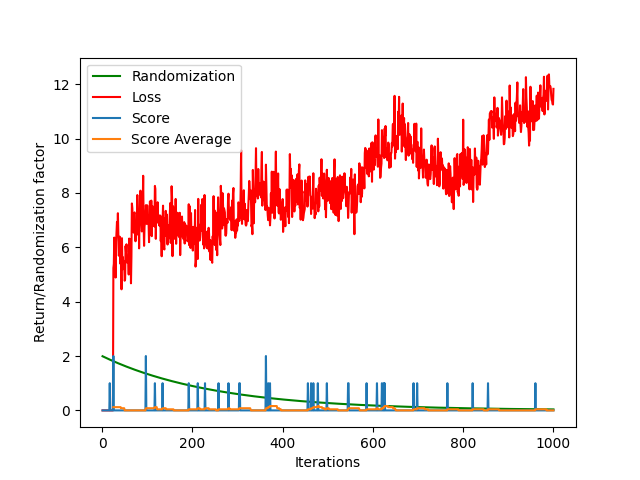 Randomization
Loss
Score
Score Average
Return/Randomization factor
12
10
8
6
4
2
0
0
200
400
600
800
1000
Iterations